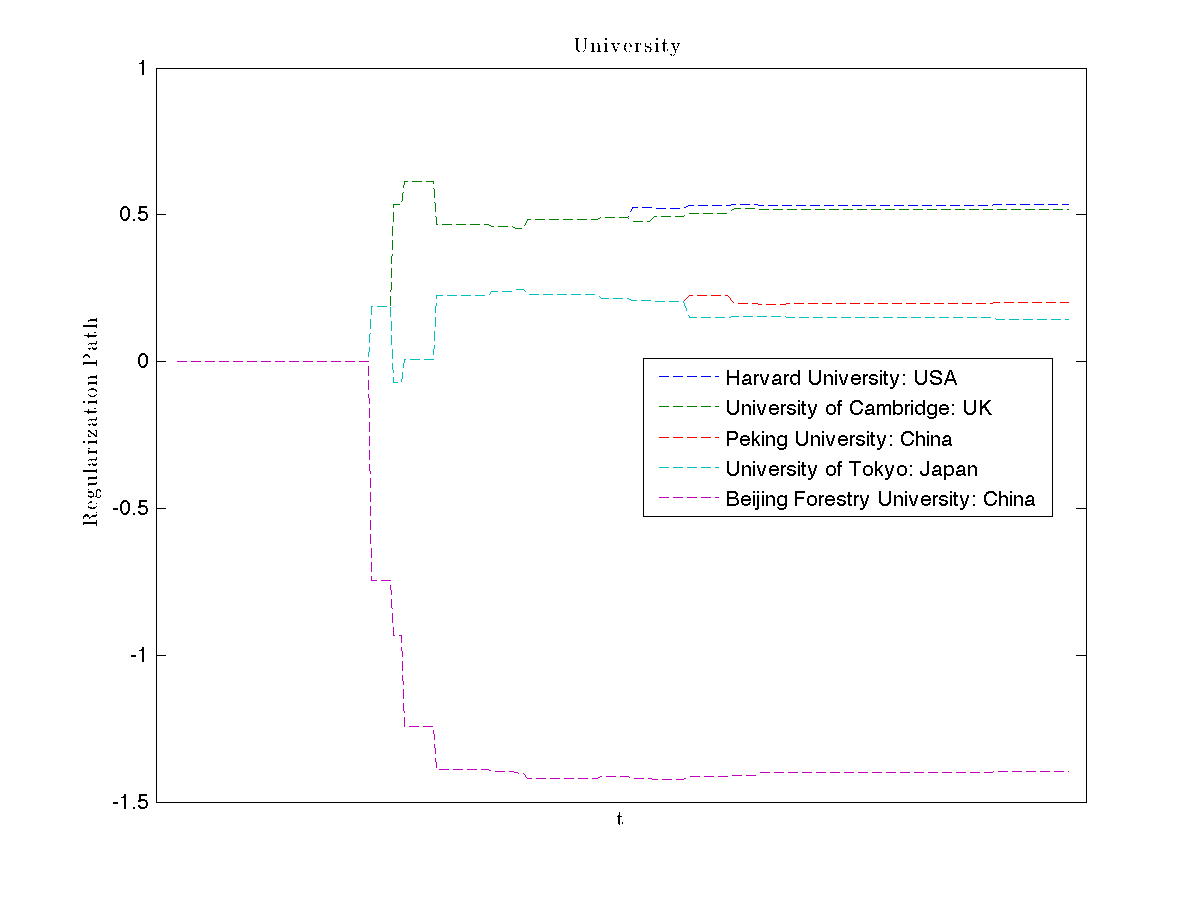 University
1
0.5
0
-0.5
-1
-1.5
Regularization Path
Harvard University: USA
University of Cambridge: UK
Peking University: China
University of Tokyo: Japan
Beijing Forestry University: China
t